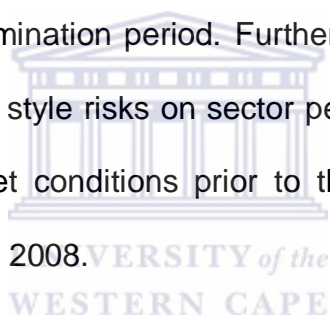 mination period. Further
style risks on sector pe
et conditions prior to th
2008.
UNIVERSITY of the
WESTERN CAPE